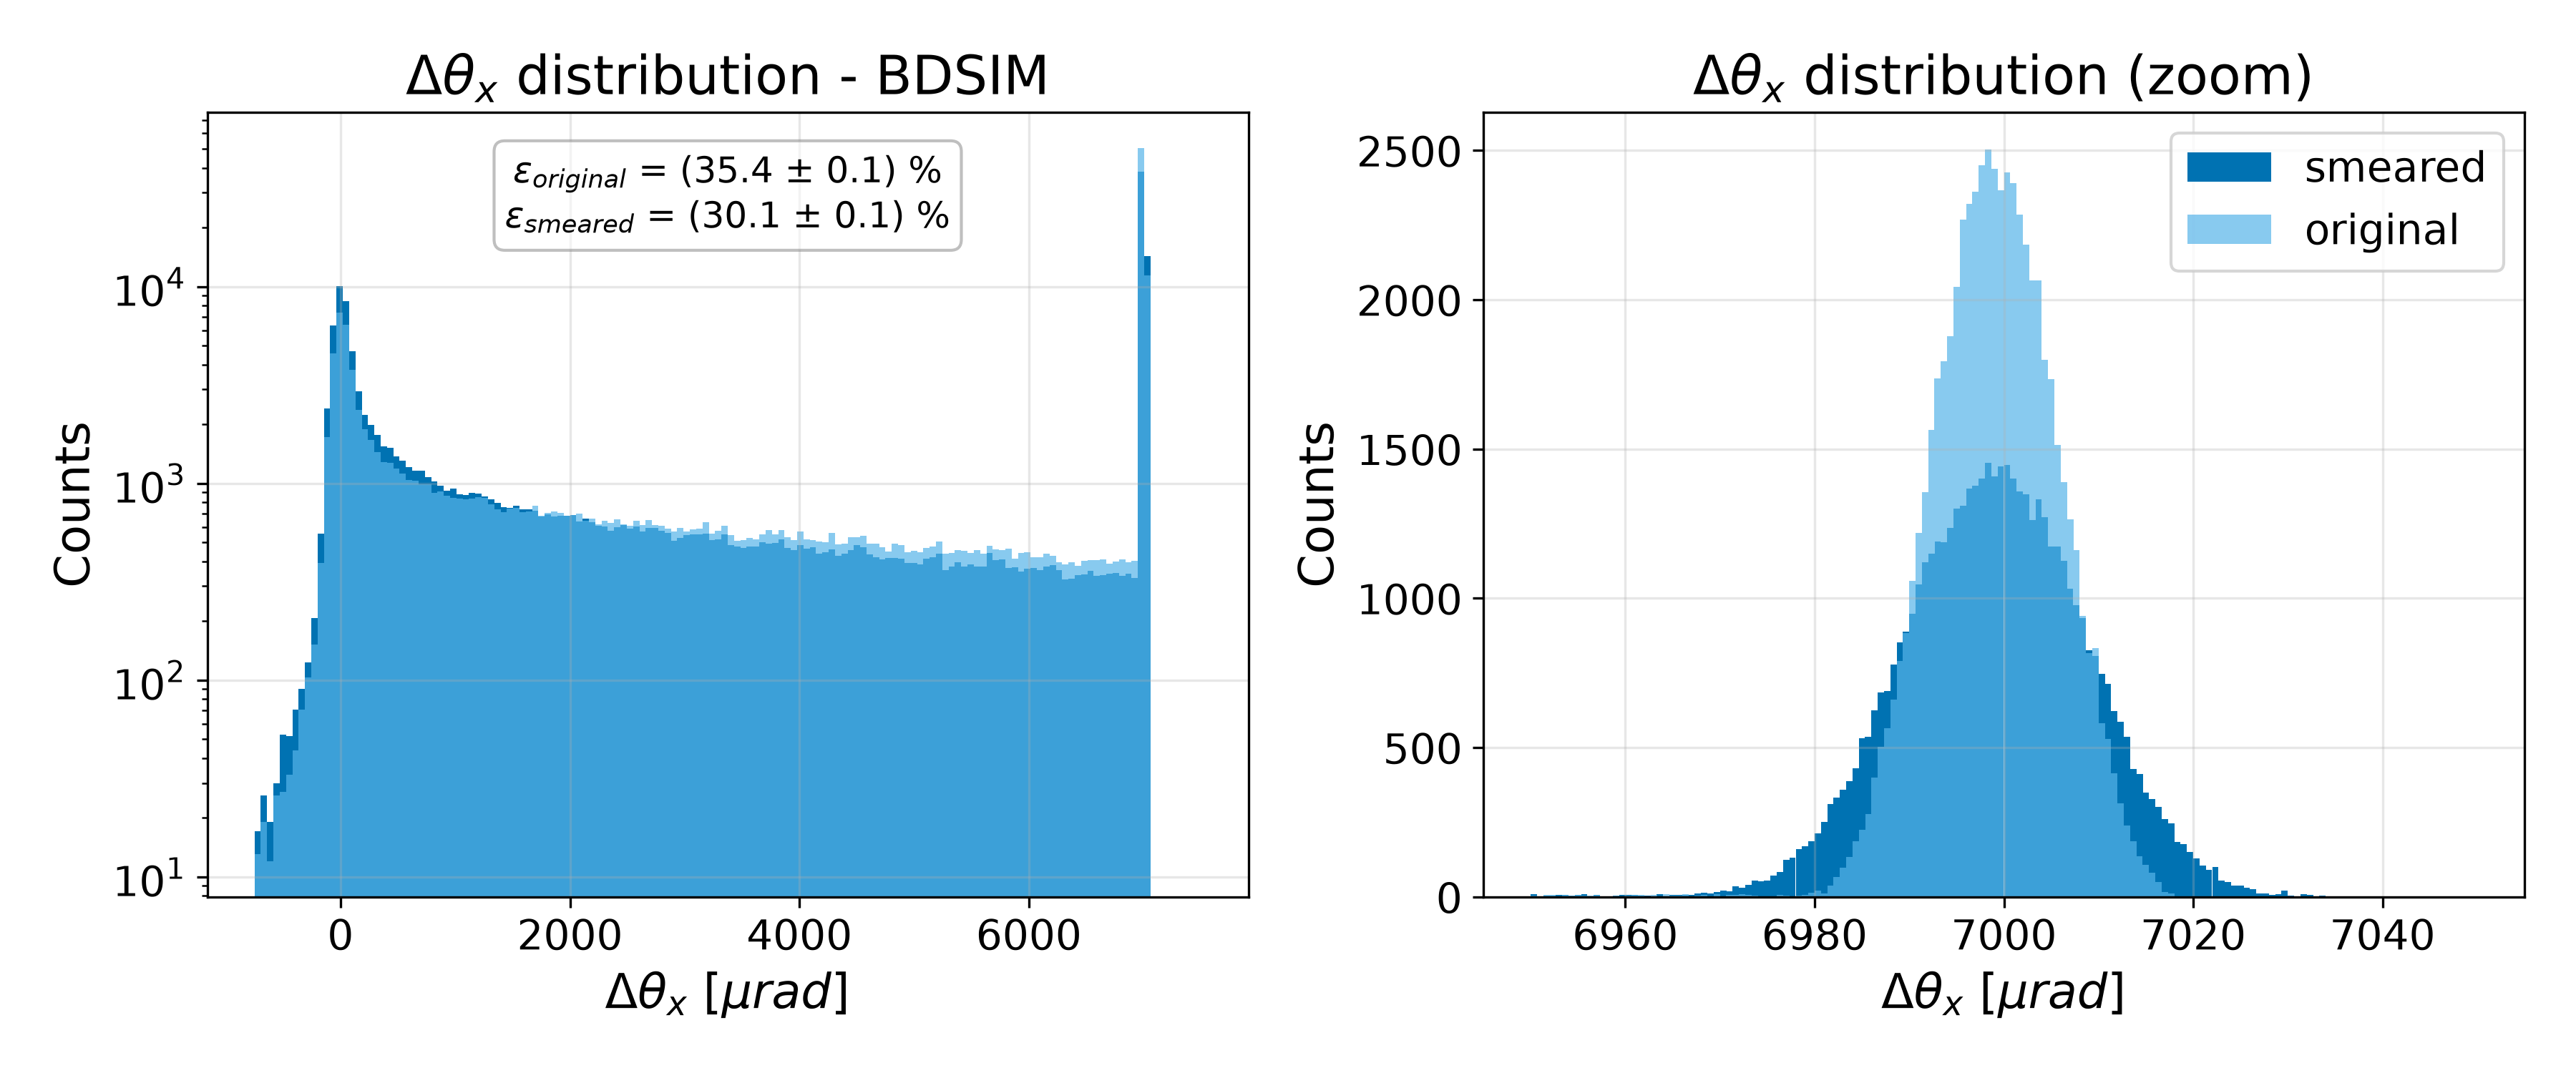 Δθx distribution - BDSIM
εoriginal = (35.4 ± 0.1) %
εsmeared = (30.1 ± 0.1) %
Counts
10^4
10^3
10^2
10^1
0 2000 4000 6000
Δθx [μrad]
Δθx distribution (zoom)
smeared
original
Counts
2500
2000
1500
1000
500
0
6960 6980 7000 7020 7040
Δθx [μrad]